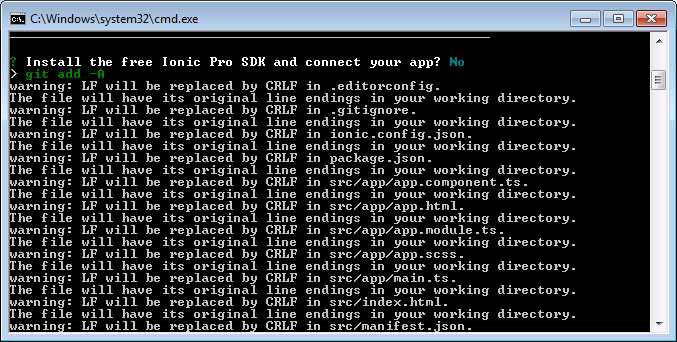 C:\Windows\system32\cmd.exe
? Install the free Ionic Pro SDK and connect your app? No
> git add -A
warning: LF will be replaced by CRLF in .editorconfig.
The file will have its original line endings in your working directory.
warning: LF will be replaced by CRLF in .gitignore.
The file will have its original line endings in your working directory.
warning: LF will be replaced by CRLF in ionic.config.json.
The file will have its original line endings in your working directory.
warning: LF will be replaced by CRLF in package.json.
The file will have its original line endings in your working directory.
warning: LF will be replaced by CRLF in src/app/app.component.ts.
The file will have its original line endings in your working directory.
warning: LF will be replaced by CRLF in src/app/app.html.
The file will have its original line endings in your working directory.
warning: LF will be replaced by CRLF in src/app/app.module.ts.
The file will have its original line endings in your working directory.
warning: LF will be replaced by CRLF in src/app/app.scss.
The file will have its original line endings in your working directory.
warning: LF will be replaced by CRLF in src/app/main.ts.
The file will have its original line endings in your working directory.
warning: LF will be replaced by CRLF in src/index.html.
The file will have its original line endings in your working directory.
warning: LF will be replaced by CRLF in src/manifest.json.